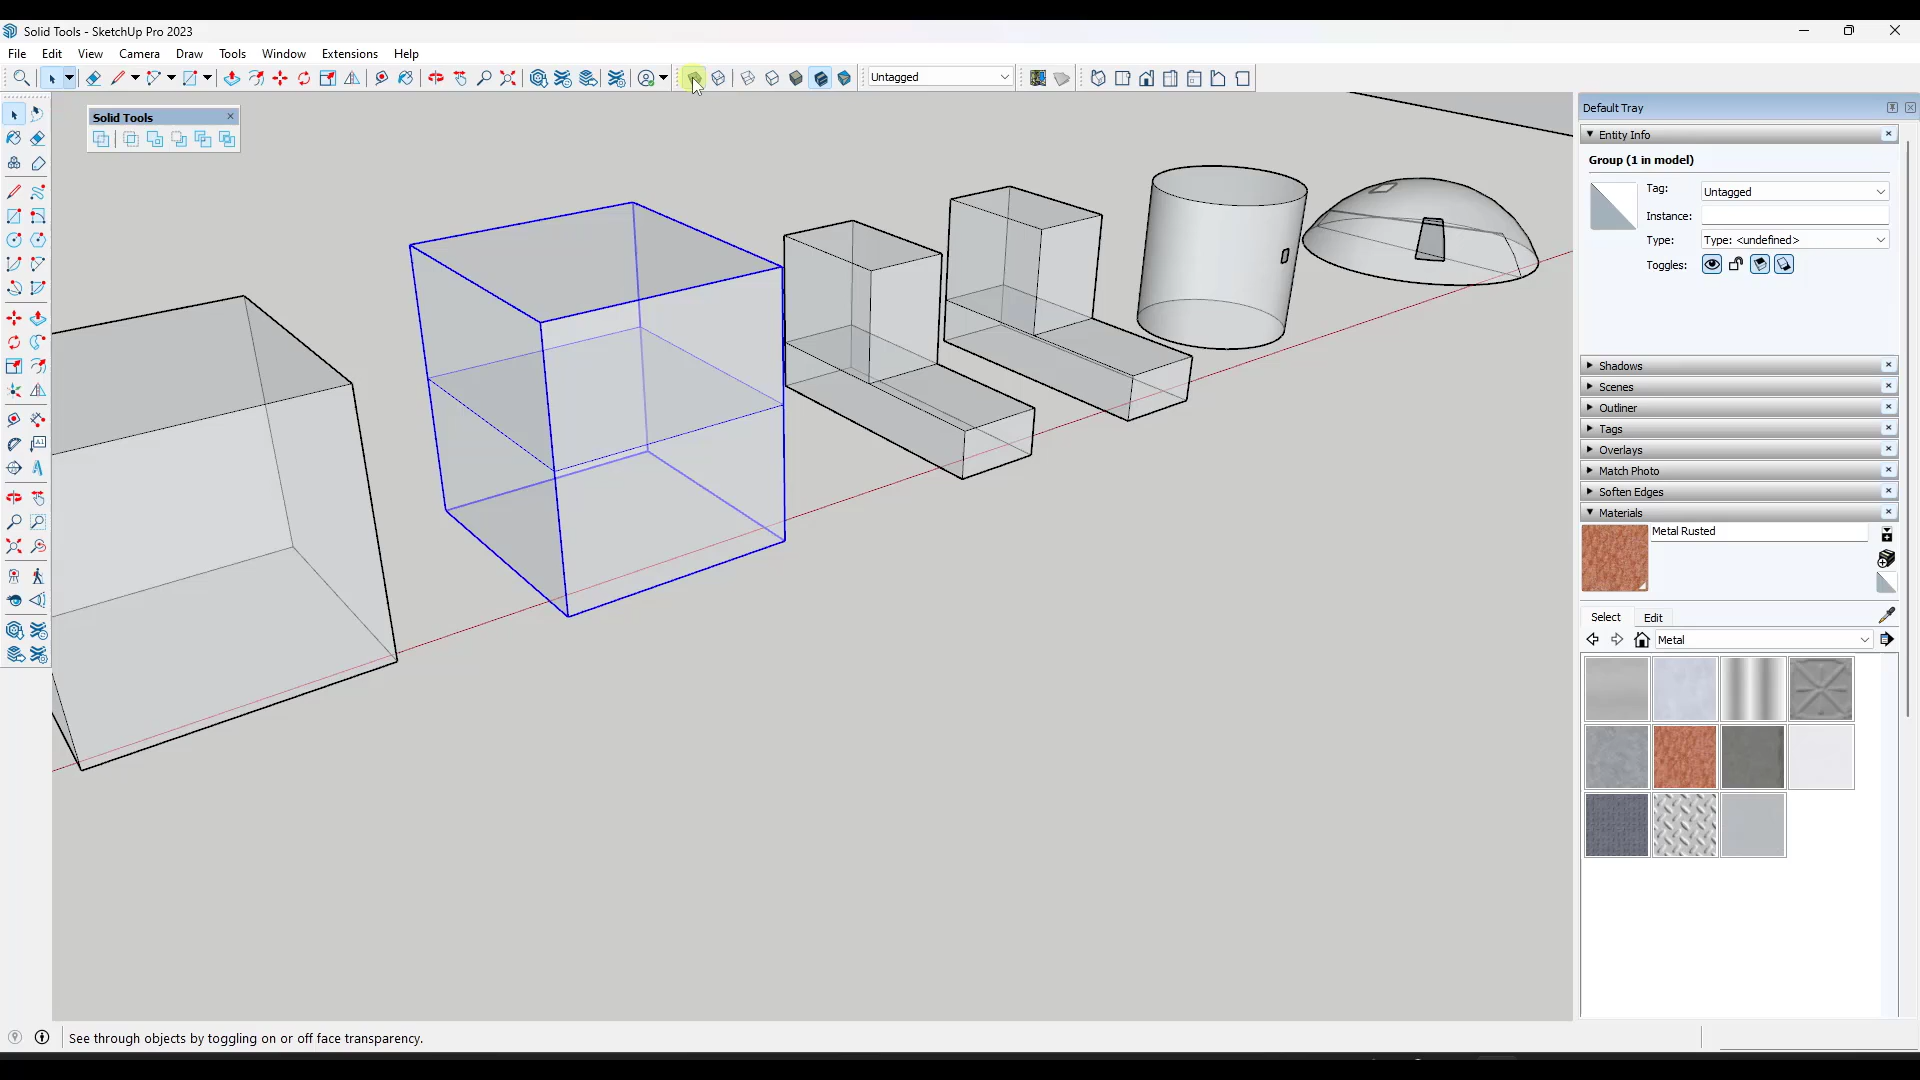 Solid Tools - SketchUp Pro 2023
File Edit View Camera Draw Tools Window Extensions Help
Untagged
Solid Tools
Default Tray
Entity Info
Group (1 in model)
Tag: Untagged
Instance:
Type: Type: <undefined>
Toggles:
Shadows
Scenes
Outliner
Tags
Overlays
Match Photo
Soften Edges
Materials
Metal Rusted
Select Edit
Metal
See through objects by toggling on or off face transparency.